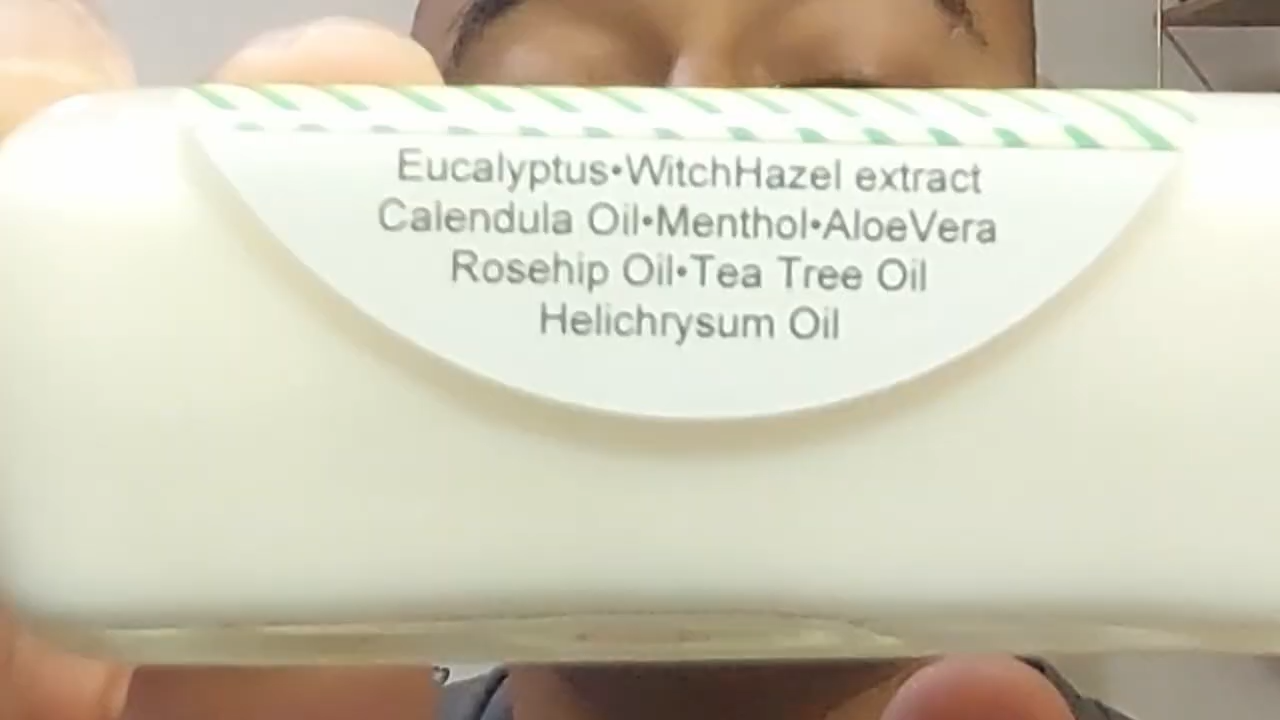 Eucalyptus•WitchHazel extract
Calendula Oil•Menthol•AloeVera
Rosehip Oil•Tea Tree Oil
Helichrysum Oil